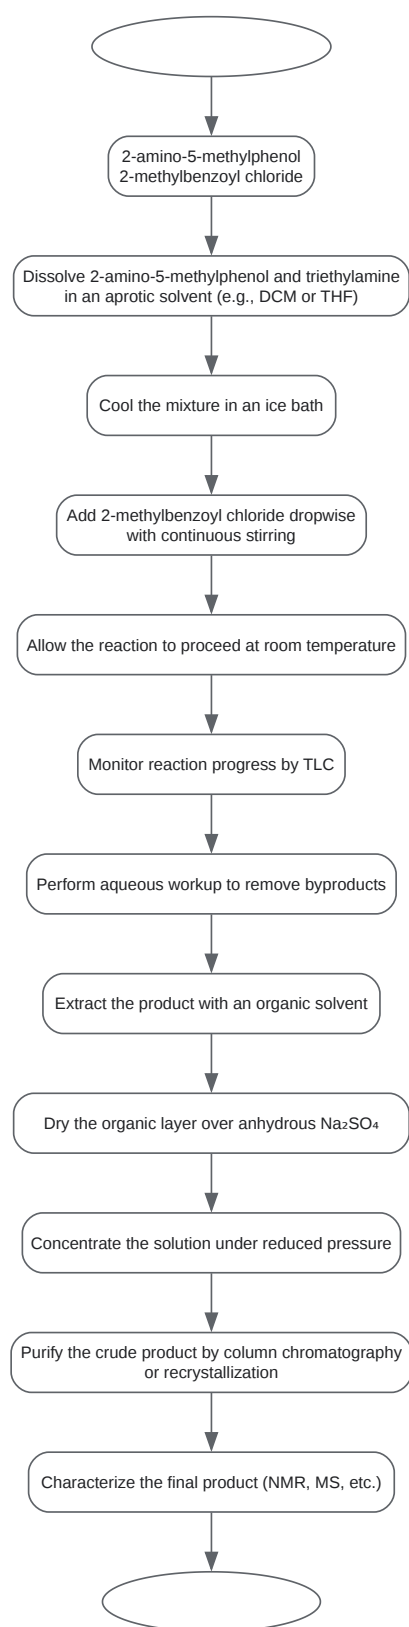 2-amino-5-methylphenol
2-methylbenzoyl chloride
Dissolve 2-amino-5-methylphenol and triethylamine
in an aprotic solvent (e.g., DCM or THF)
Cool the mixture in an ice bath
Add 2-methylbenzoyl chloride dropwise
with continuous stirring
Allow the reaction to proceed at room temperature
Monitor reaction progress by TLC
Perform aqueous workup to remove byproducts
Extract the product with an organic solvent
Dry the organic layer over anhydrous Na₂SO₄
Concentrate the solution under reduced pressure
Purify the crude product by column chromatography
or recrystallization
Characterize the final product (NMR, MS, etc.)